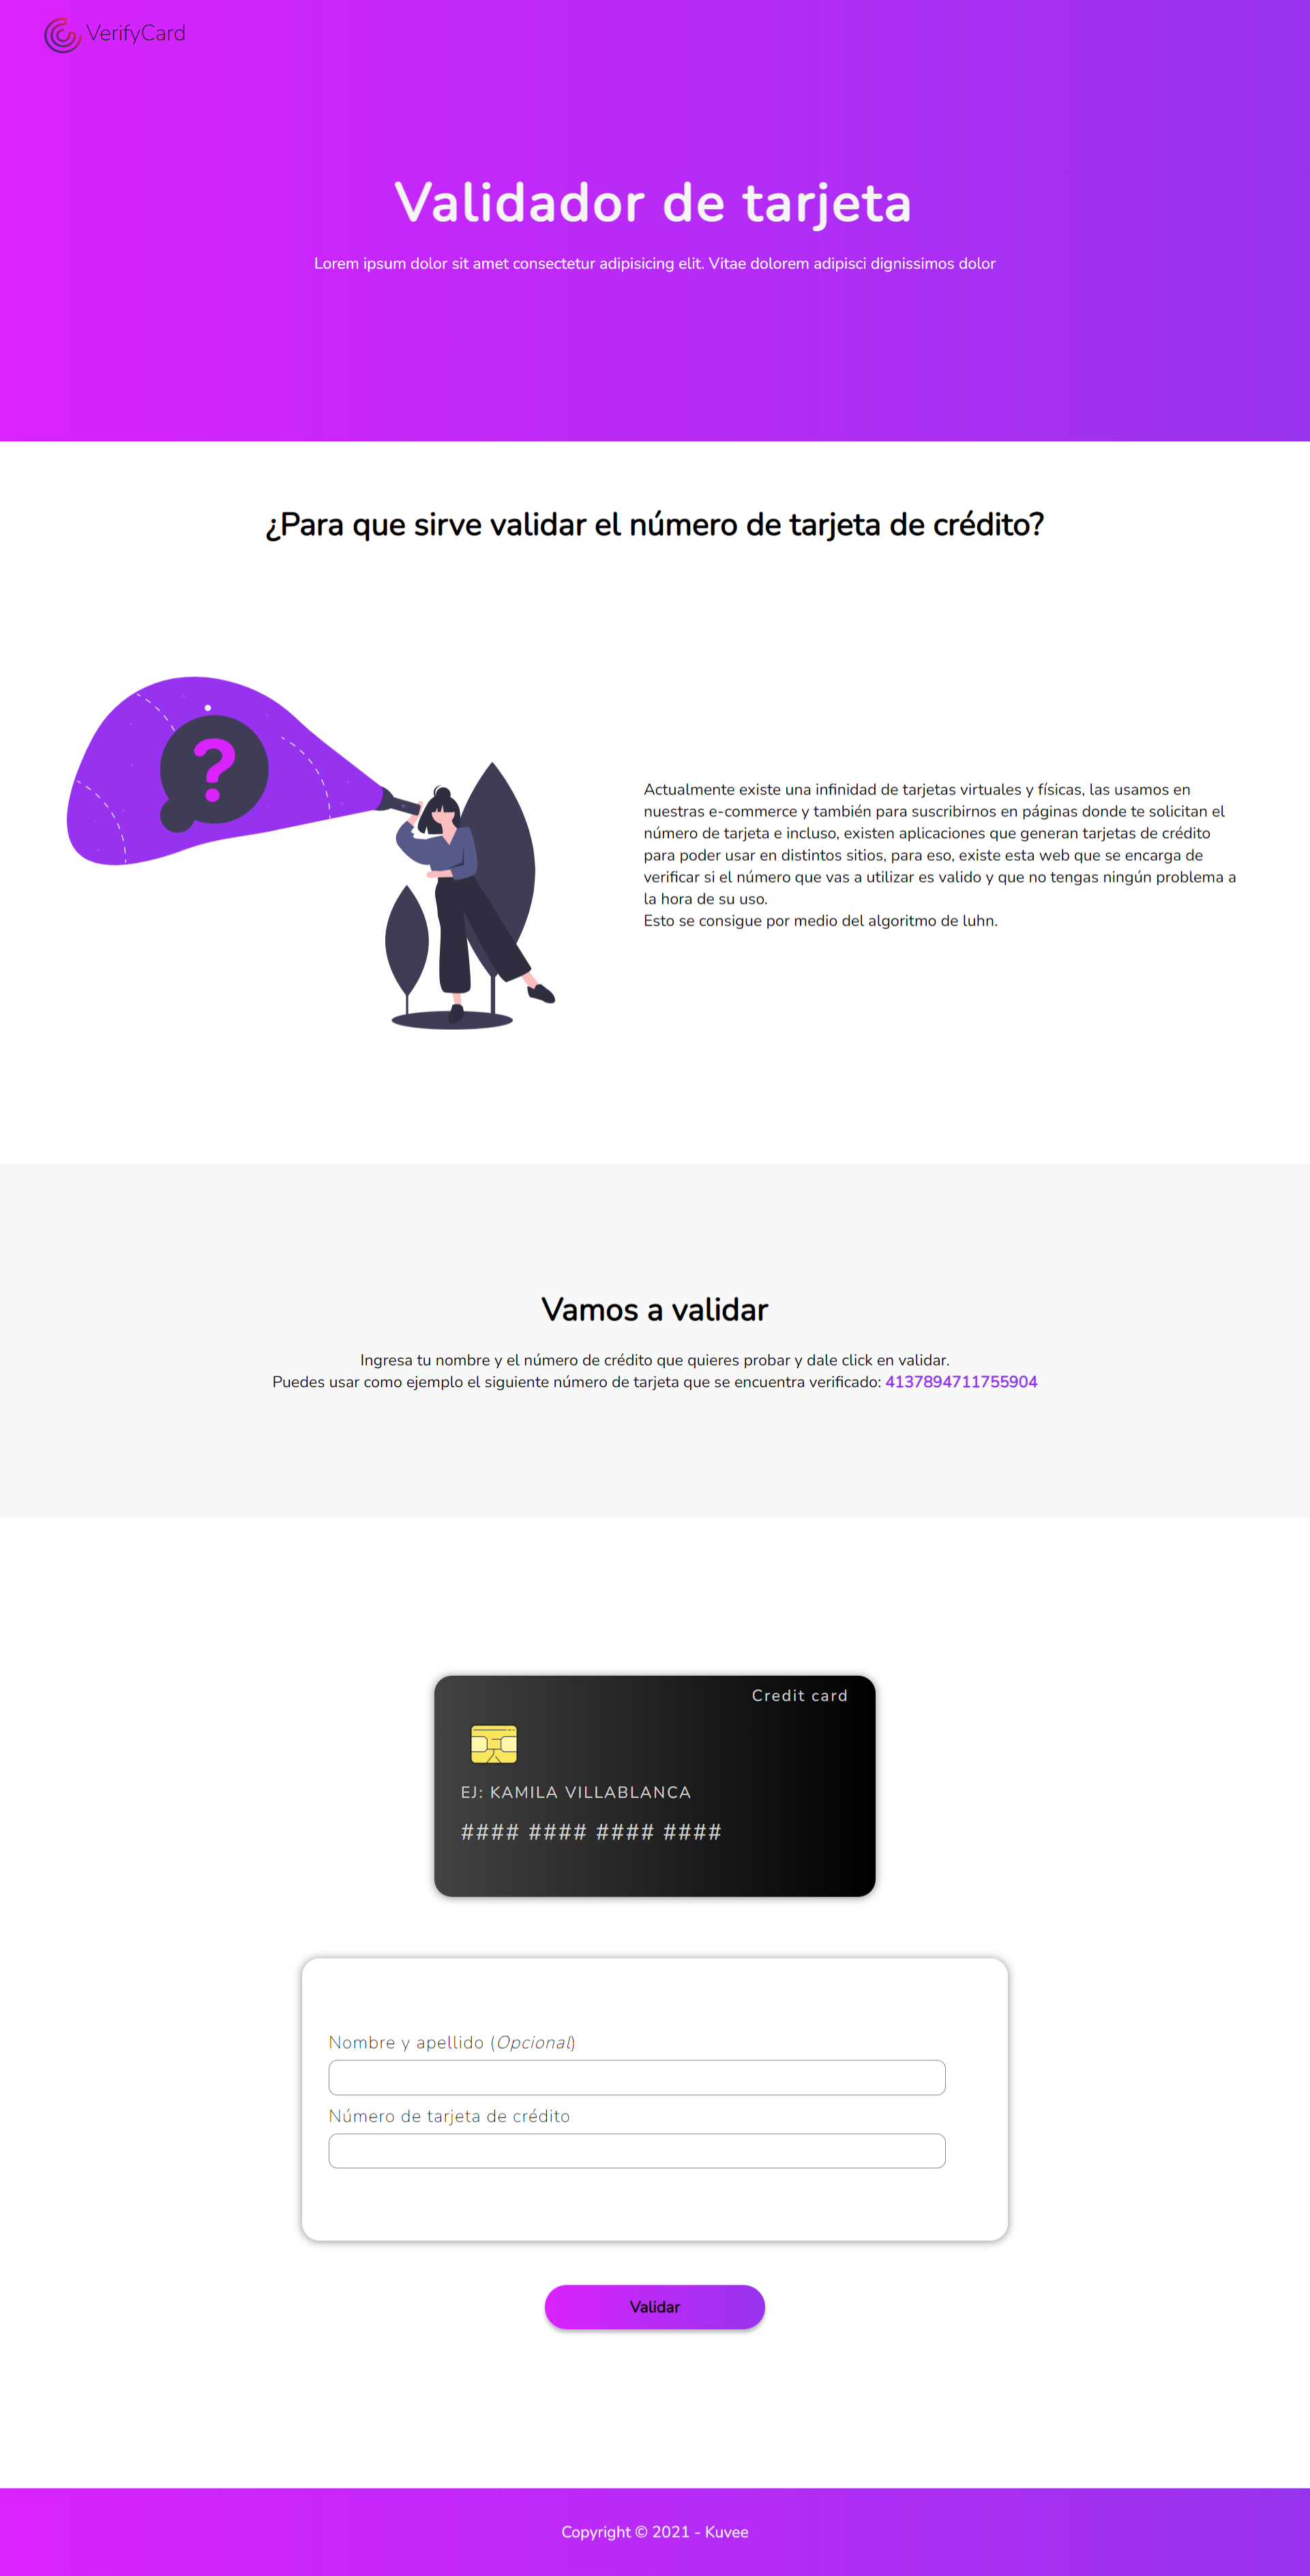 VerifyCard
Validador de tarjeta
Lorem ipsum dolor sit amet consectetur adipisicing elit. Vitae dolorem adipisci dignissimos dolor
¿Para que sirve validar el número de tarjeta de crédito?
?
Actualmente existe una infinidad de tarjetas virtuales y físicas, las usamos en
nuestras e-commerce y también para suscribirnos en páginas donde te solicitan el
número de tarjeta e incluso, existen aplicaciones que generan tarjetas de crédito
para poder usar en distintos sitios, para eso, existe esta web que se encarga de
verificar si el número que vas a utilizar es valido y que no tengas ningún problema a
la hora de su uso.
Esto se consigue por medio del algoritmo de luhn.
Vamos a validar
Ingresa tu nombre y el número de crédito que quieres probar y dale click en validar.
Puedes usar como ejemplo el siguiente número de tarjeta que se encuentra verificado: 4137894711755904
Credit card
EJ: KAMILA VILLABLANCA
#### #### #### ####
Nombre y apellido (Opcional)
Número de tarjeta de crédito
Validar
Copyright © 2021 - Kuvee